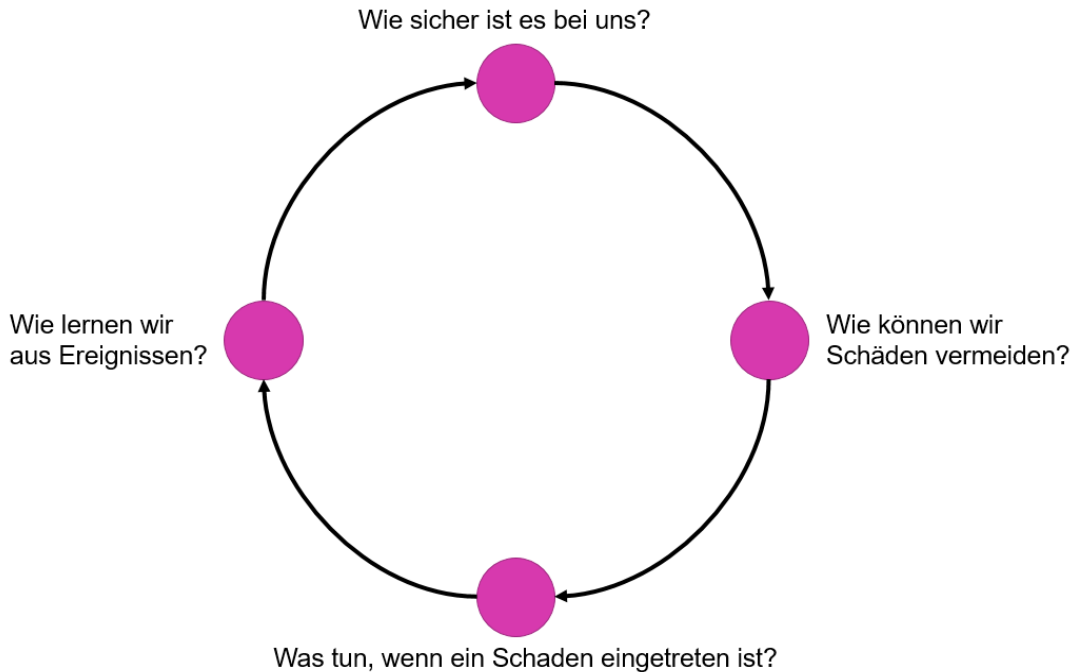 Wie sicher ist es bei uns?
Wie lernen wir
aus Ereignissen?
Wie können wir
Schäden vermeiden?
Was tun, wenn ein Schaden eingetreten ist?